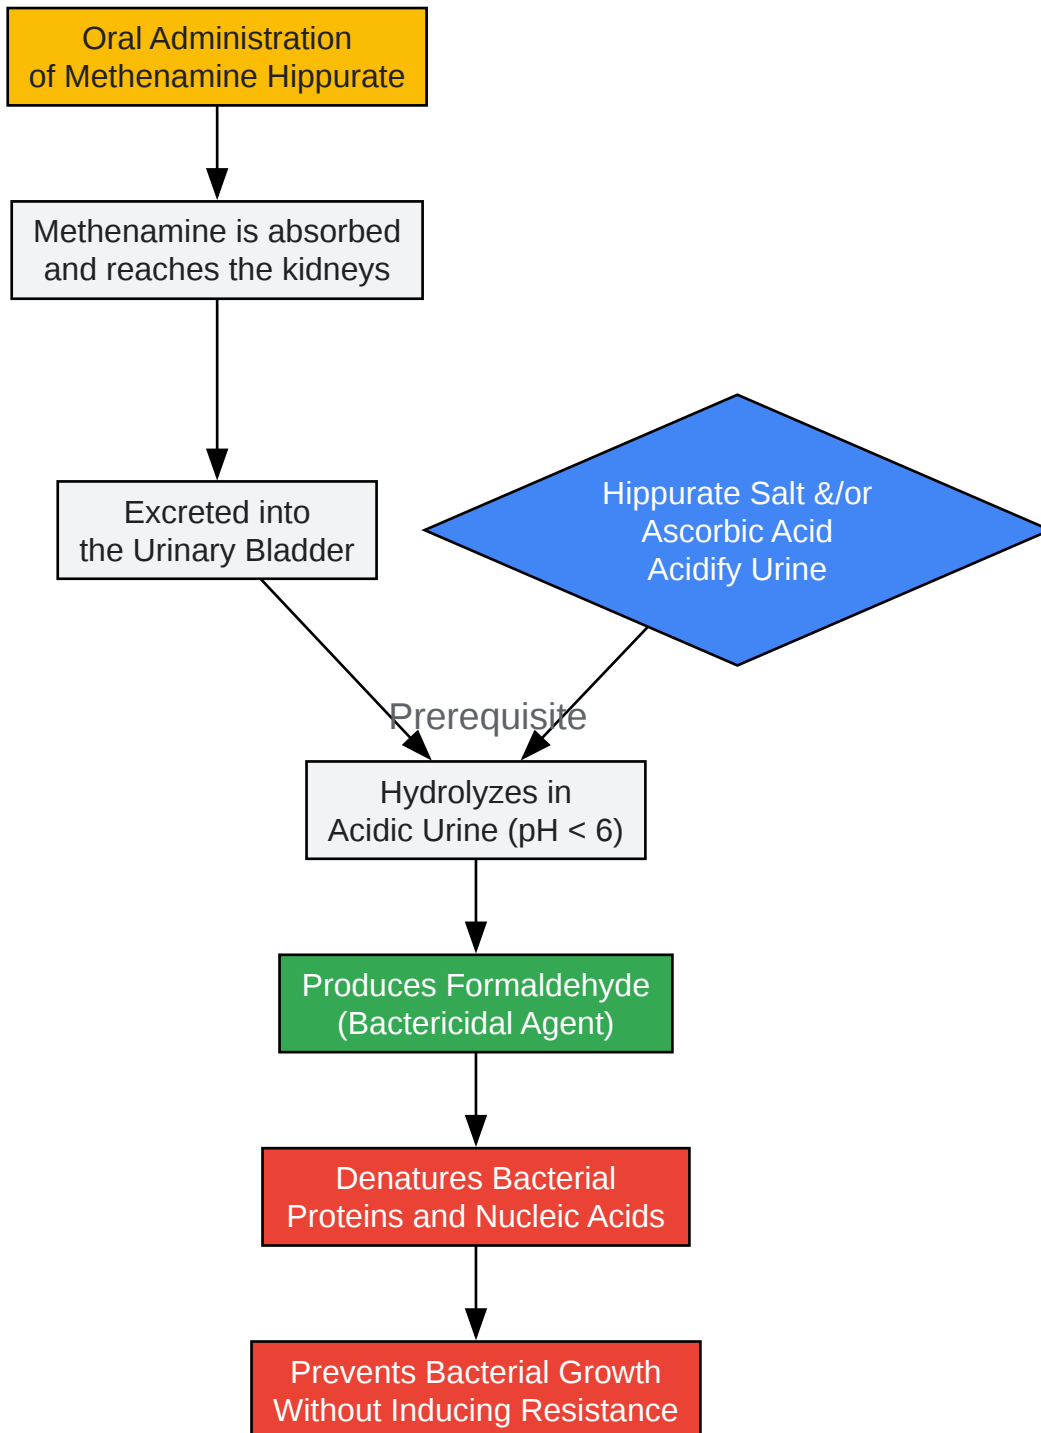 Oral Administration
of Methenamine Hippurate
Methenamine is absorbed
and reaches the kidneys
Excreted into
the Urinary Bladder
Hippurate Salt &/or
Ascorbic Acid
Acidify Urine
Prerequisite
Hydrolyzes in
Acidic Urine (pH < 6)
Produces Formaldehyde
(Bactericidal Agent)
Denatures Bacterial
Proteins and Nucleic Acids
Prevents Bacterial Growth
Without Inducing Resistance